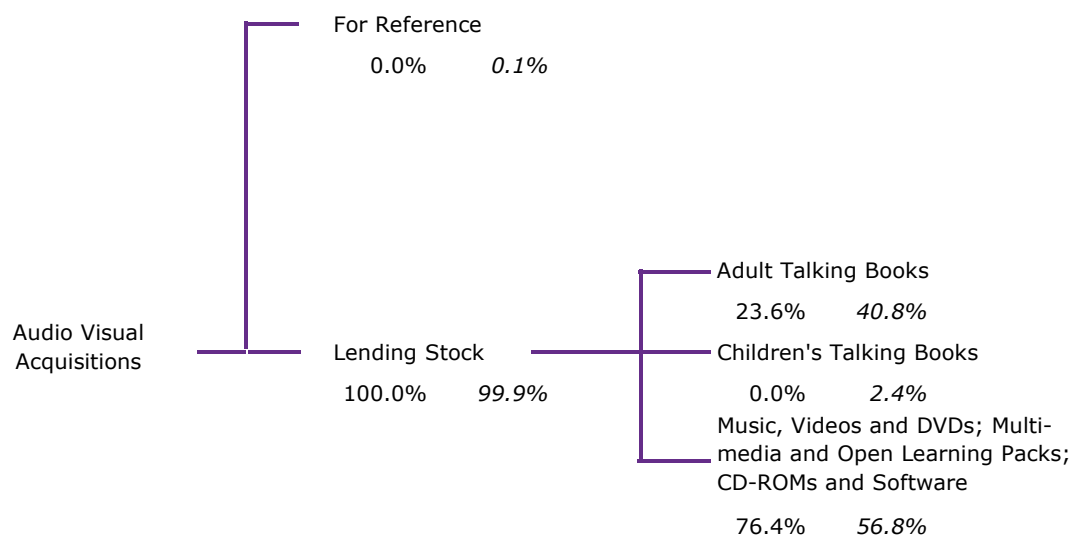 For Reference
0.0% 0.1%
Audio Visual
Acquisitions
Lending Stock
100.0% 99.9%
Adult Talking Books
23.6% 40.8%
Children's Talking Books
0.0% 2.4%
Music, Videos and DVDs; Multi-
media and Open Learning Packs;
CD-ROMs and Software
76.4% 56.8%